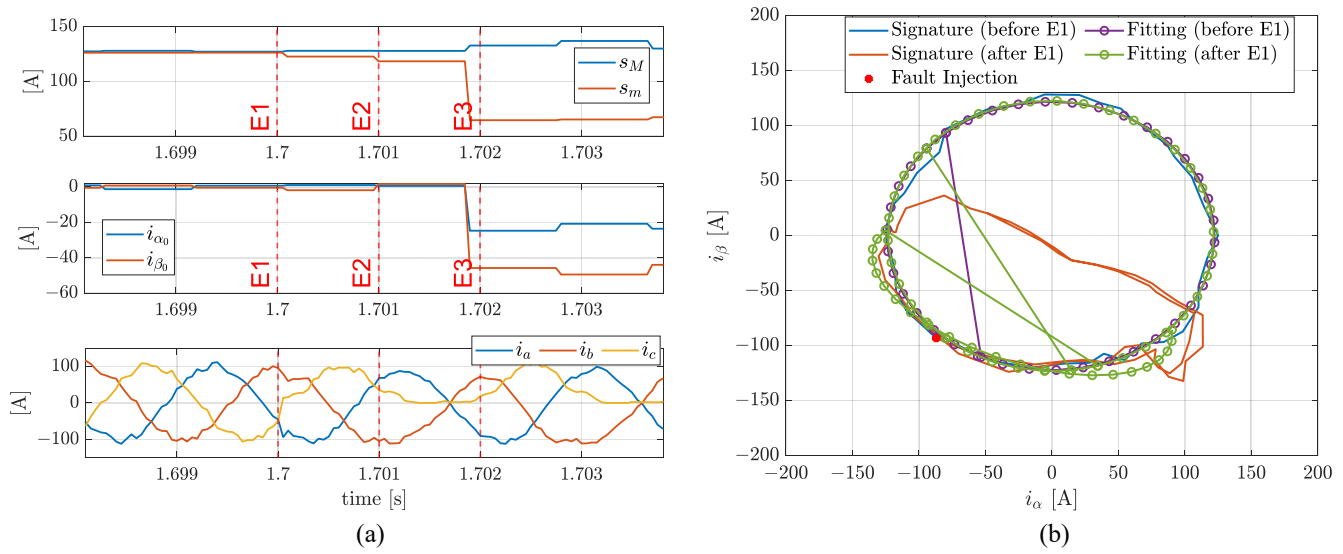 150
100
50
[A]
E1
E2
E3
s_M
s_m
1.699
1.7
1.701
1.702
1.703
0
-20
-40
-60
[A]
i_{α_0}
i_{β_0}
E1
E2
E3
1.699
1.7
1.701
1.702
1.703
i_a i_b i_c
100
0
−100
[A]
1.699
1.7
1.701
1.702
1.703
time [s]
(a)
200
150
100
50
0
−50
−100
−150
−200
i_β [A]
Signature (before E1) Fitting (before E1)
Signature (after E1) Fitting (after E1)
Fault Injection
−200
−150
−100
−50
0
50
100
150
200
i_α [A]
(b)